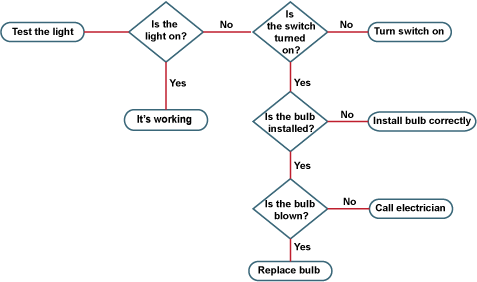 Test the light
Is the
light on?
No
Is
the switch
turned
on?
No
Turn switch on
Yes
It's working
Yes
Is the bulb
installed?
No
Install bulb correctly
Yes
Is the bulb
blown?
No
Call electrician
Yes
Replace bulb